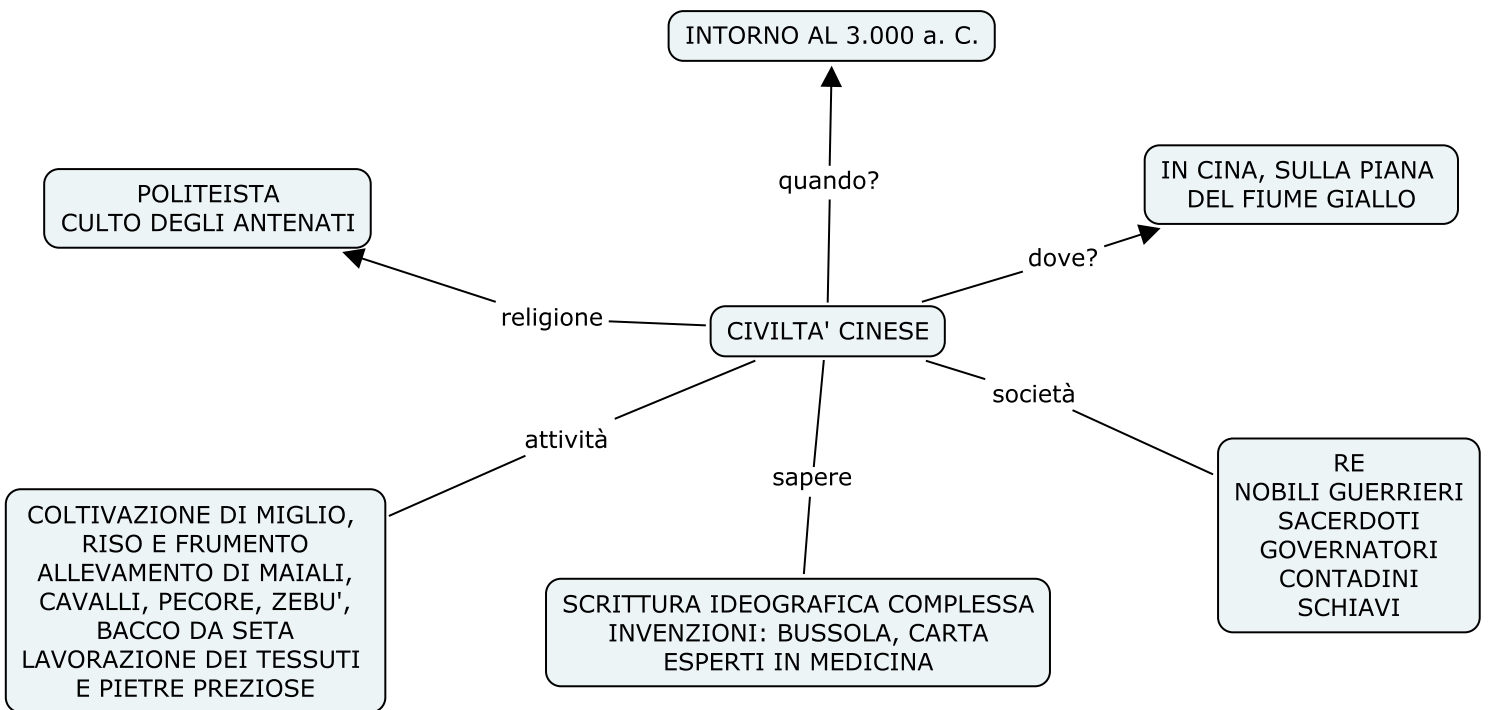 INTORNO AL 3.000 a. C.
quando?
IN CINA, SULLA PIANA
DEL FIUME GIALLO
dove?
POLITEISTA
CULTO DEGLI ANTENATI
religione
CIVILTA' CINESE
società
RE
NOBILI GUERRIERI
SACERDOTI
GOVERNATORI
CONTADINI
SCHIAVI
attività
COLTIVAZIONE DI MIGLIO,
RISO E FRUMENTO
ALLEVAMENTO DI MAIALI,
CAVALLI, PECORE, ZEBU',
BACCO DA SETA
LAVORAZIONE DEI TESSUTI
E PIETRE PREZIOSE
sapere
SCRITTURA IDEOGRAFICA COMPLESSA
INVENZIONI: BUSSOLA, CARTA
ESPERTI IN MEDICINA